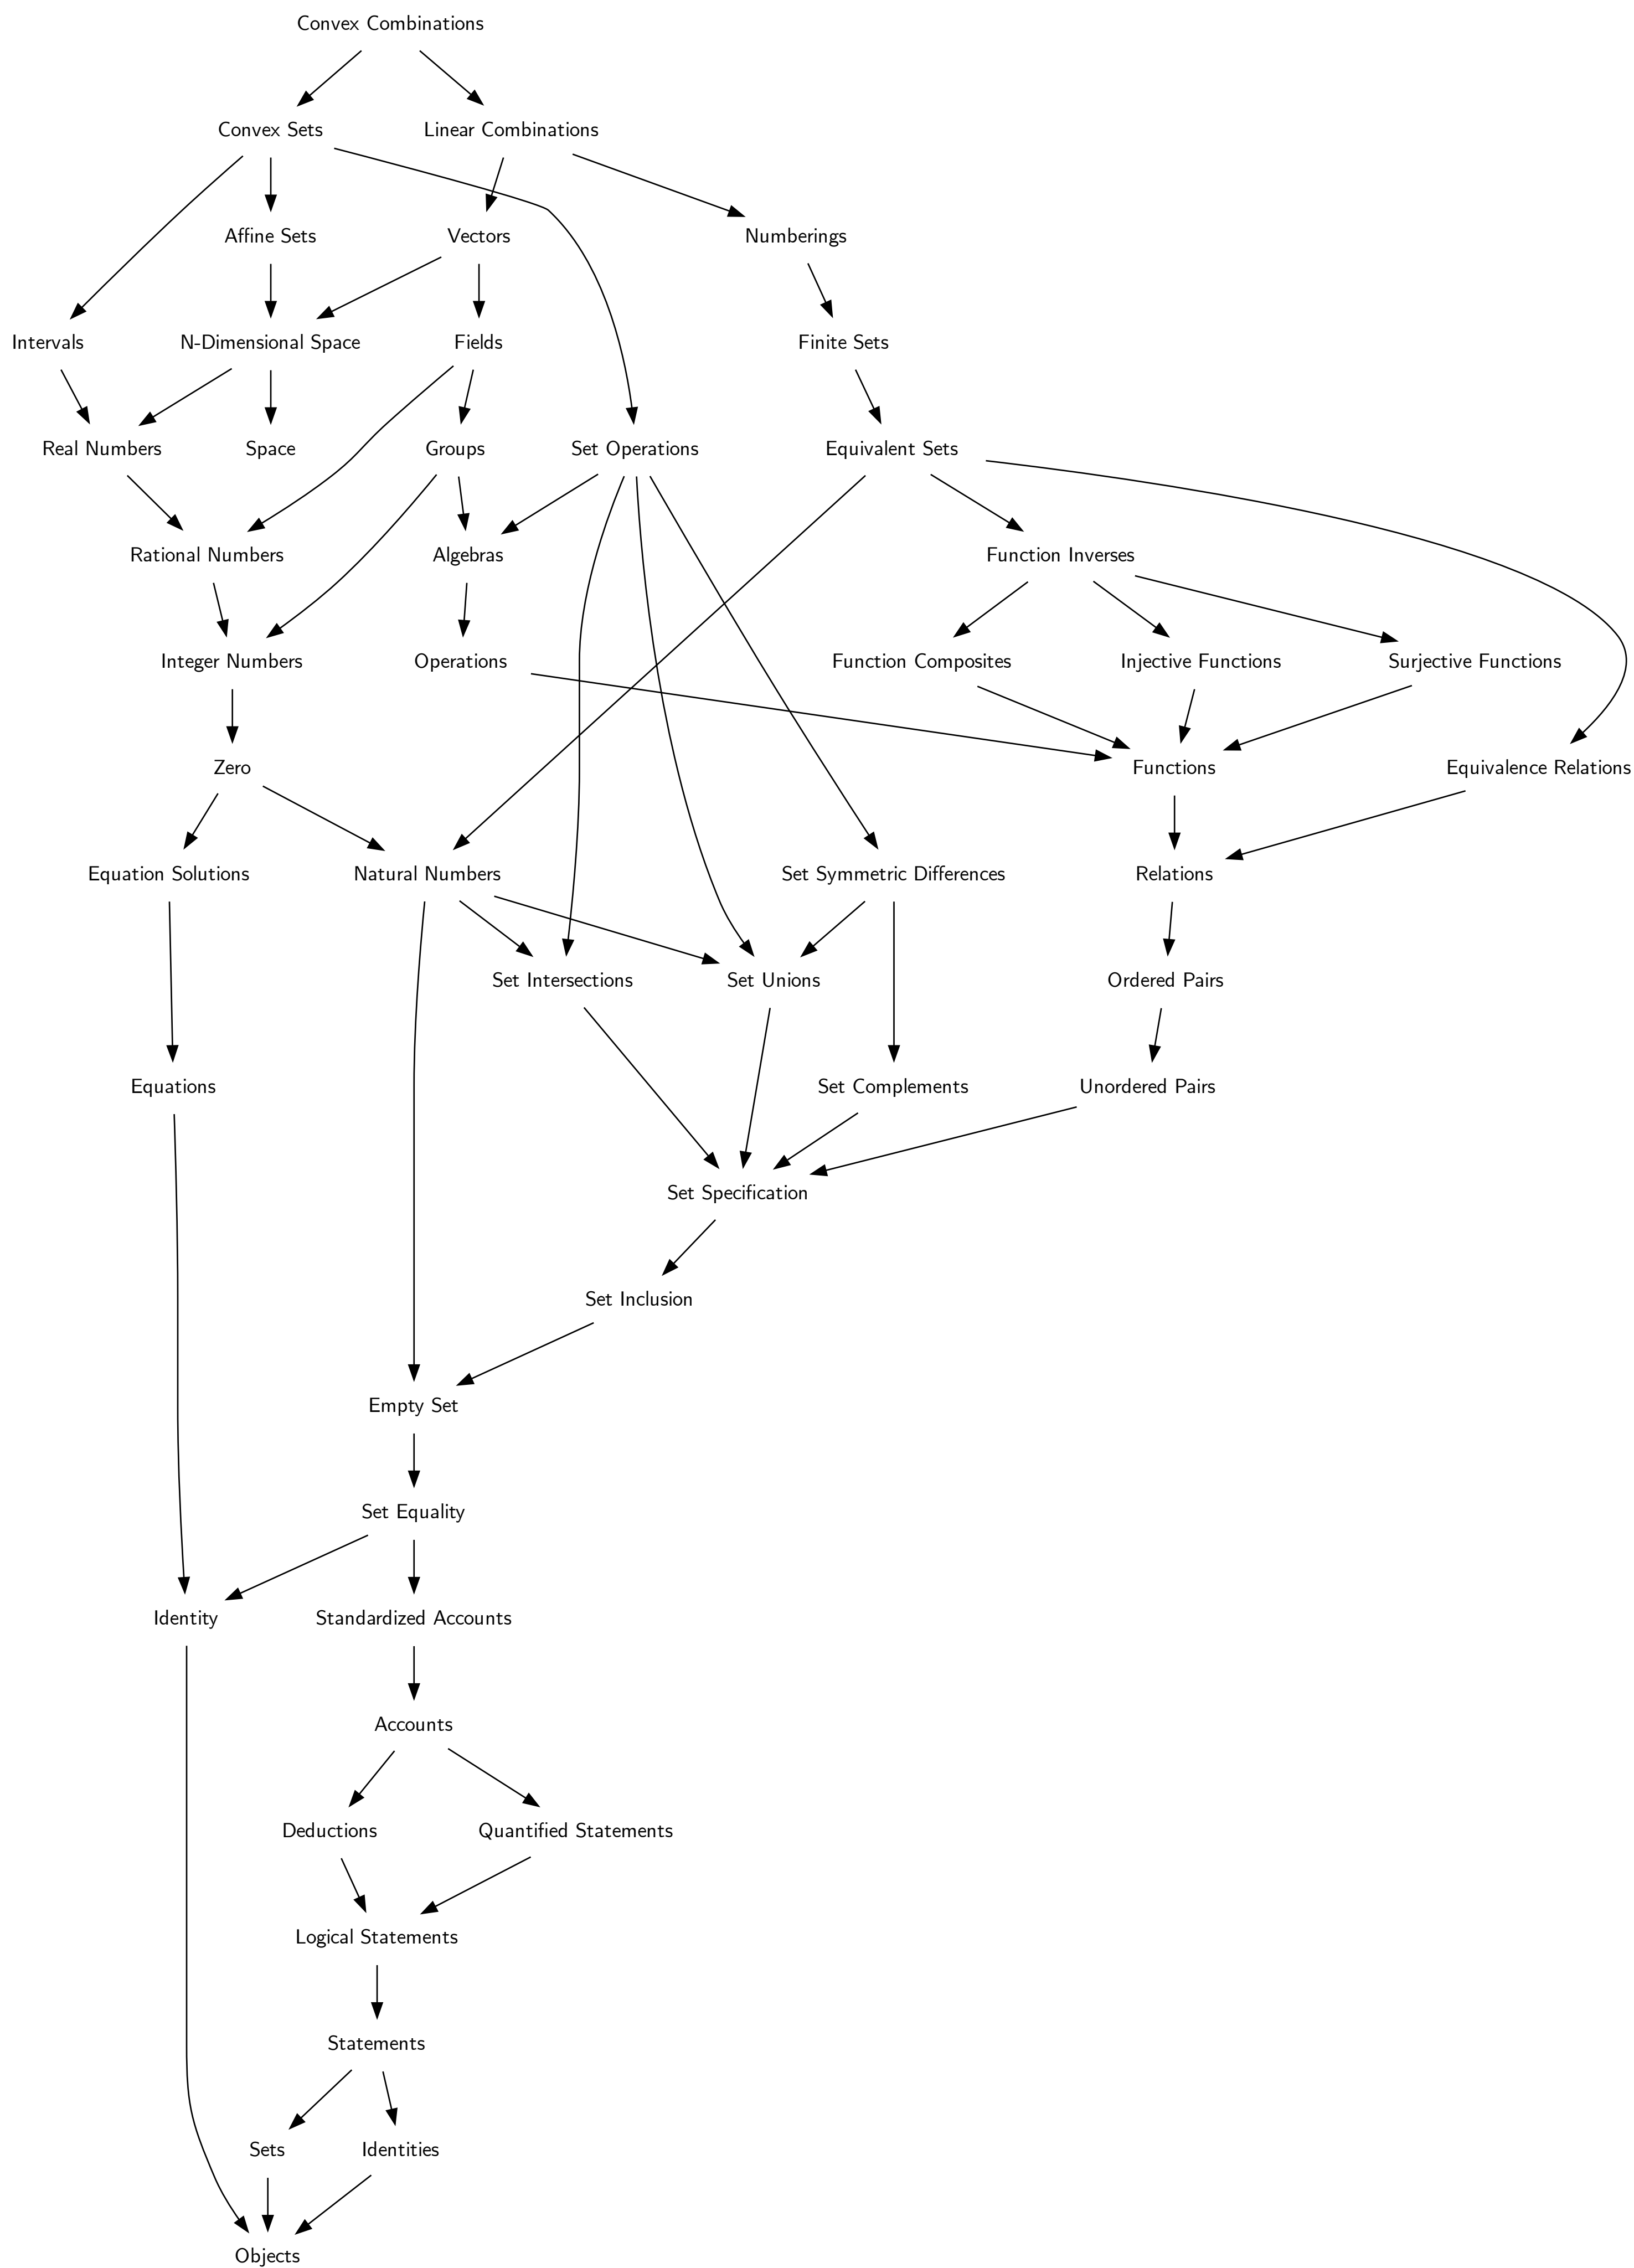 Convex Combinations
Convex Sets
Linear Combinations
Affine Sets
Vectors
Numberings
Intervals
N-Dimensional Space
Fields
Finite Sets
Real Numbers
Space
Groups
Set Operations
Equivalent Sets
Rational Numbers
Algebras
Function Inverses
Integer Numbers
Operations
Function Composites
Injective Functions
Surjective Functions
Zero
Functions
Equivalence Relations
Equation Solutions
Natural Numbers
Set Symmetric Differences
Relations
Set Intersections
Set Unions
Ordered Pairs
Equations
Set Complements
Unordered Pairs
Set Specification
Set Inclusion
Empty Set
Set Equality
Identity
Standardized Accounts
Accounts
Deductions
Quantified Statements
Logical Statements
Statements
Sets
Identities
Objects